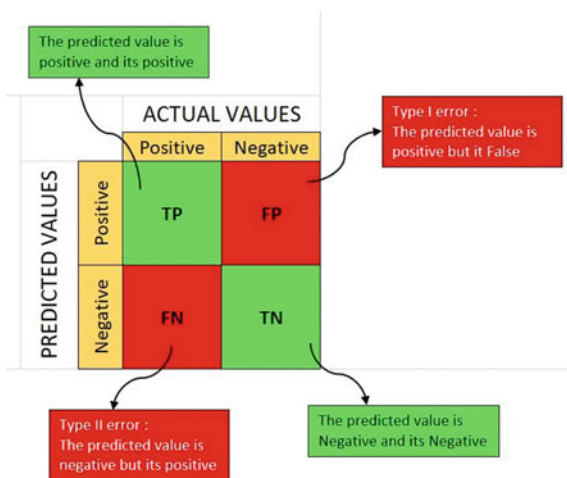 The predicted value is
positive and its positive
ACTUAL VALUES
Type I error :
The predicted value is
positive but it False
Positive
Negative
PREDICTED VALUES
Positive
TP
FP
Negative
FN
TN
Type II error :
The predicted value is
negative but its positive
The predicted value is
Negative and its Negative